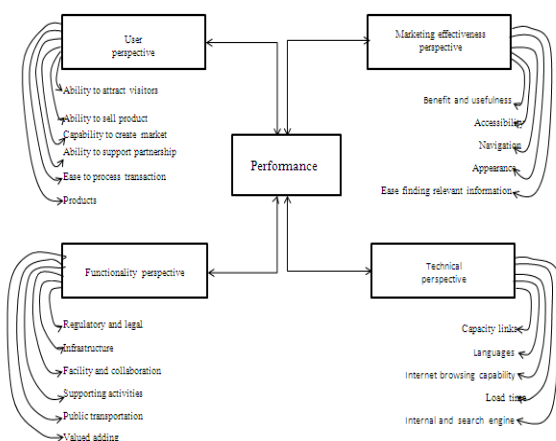 User
perspective
Ability to attract visitors
Ability to sell product
Capability to create market
Ability to support partnership
Ease to process transaction
Products
Marketing effectiveness
perspective
Benefit and usefulness
Accessibility
Navigation
Appearance
Ease finding relevant information
Performance
Functionality perspective
Regulatory and legal
Infrastructure
Facility and collaboration
Supporting activities
Public transportation
Valued adding
Technical
perspective
Capacity links
Languages
Internet browsing capability
Load time
Internal and search engine